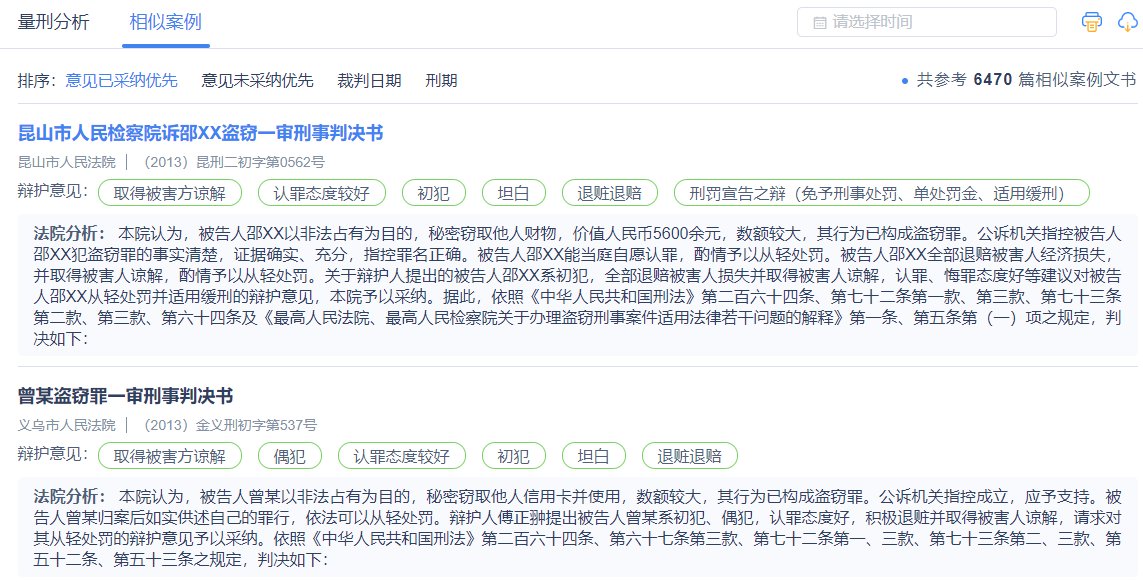 量刑分析 相似案例 请选择时间
排序： 意见已采纳优先 意见未采纳优先 裁判日期 刑期 共参考 6470 篇相似案例文书
昆山市人民检察院诉邵XX盗窃一审刑事判决书
昆山市人民法院 （2013）昆刑二初字第0562号
辩护意见： 取得被害方谅解 认罪态度较好 初犯 坦白 退赃退赔 刑罚宣告之辩（免予刑事处罚、单处罚金、适用缓刑）
法院分析： 本院认为，被告人邵XX以非法占有为目的，秘密窃取他人财物，价值人民币5600余元，数额较大，其行为已构成盗窃罪。公诉机关指控被告人
邵XX犯盗窃罪的事实清楚，证据确实、充分，指控罪名正确。被告人邵XX能当庭自愿认罪，酌情予以从轻处罚。被告人邵XX全部退赔被害人经济损失，
并取得被害人谅解，酌情予以从轻处罚。关于辩护人提出的被告人邵XX系初犯，全部退赔被害人损失并取得被害人谅解，认罪、悔罪态度好等建议对被告
人邵XX从轻处罚并适用缓刑的辩护意见，本院予以采纳。据此，依照《中华人民共和国刑法》第二百六十四条、第七十二条第一款、第三款、第七十三条
第二款、第三款、第六十四条及《最高人民法院、最高人民检察院关于办理盗窃刑事案件适用法律若干问题的解释》第一条、第五条第（一）项之规定，判
决如下：
曾某盗窃罪一审刑事判决书
义乌市人民法院 （2013）金义刑初字第537号
辩护意见： 取得被害方谅解 偶犯 认罪态度较好 初犯 坦白 退赃退赔
法院分析： 本院认为，被告人曾某以非法占有为目的，秘密窃取他人信用卡并使用，数额较大，其行为已构成盗窃罪。公诉机关指控成立，应予支持。被
告人曾某归案后如实供述自己的罪行，依法可以从轻处罚。辩护人傅正翀提出被告人曾某系初犯、偶犯，认罪态度好，积极退赃并取得被害人谅解，请求对
其从轻处罚的辩护意见予以采纳。依照《中华人民共和国刑法》第二百六十四条、第六十七条第三款、第七十二条第一、三款、第七十三条第二、三款、第
五十二条、第五十三条之规定，判决如下：